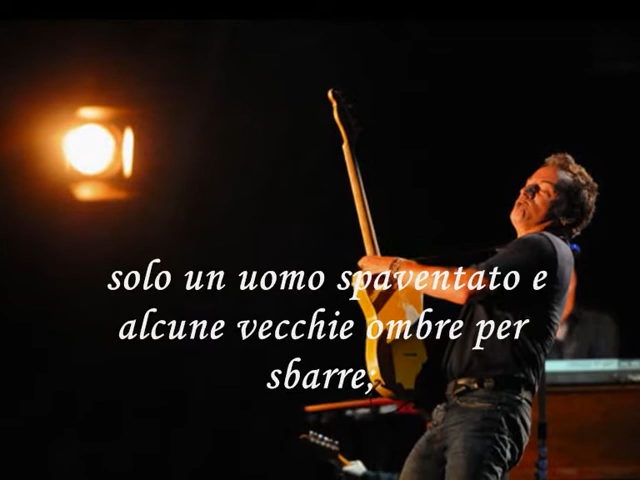 solo un uomo spaventato e
alcune vecchie ombre per
sbarre;